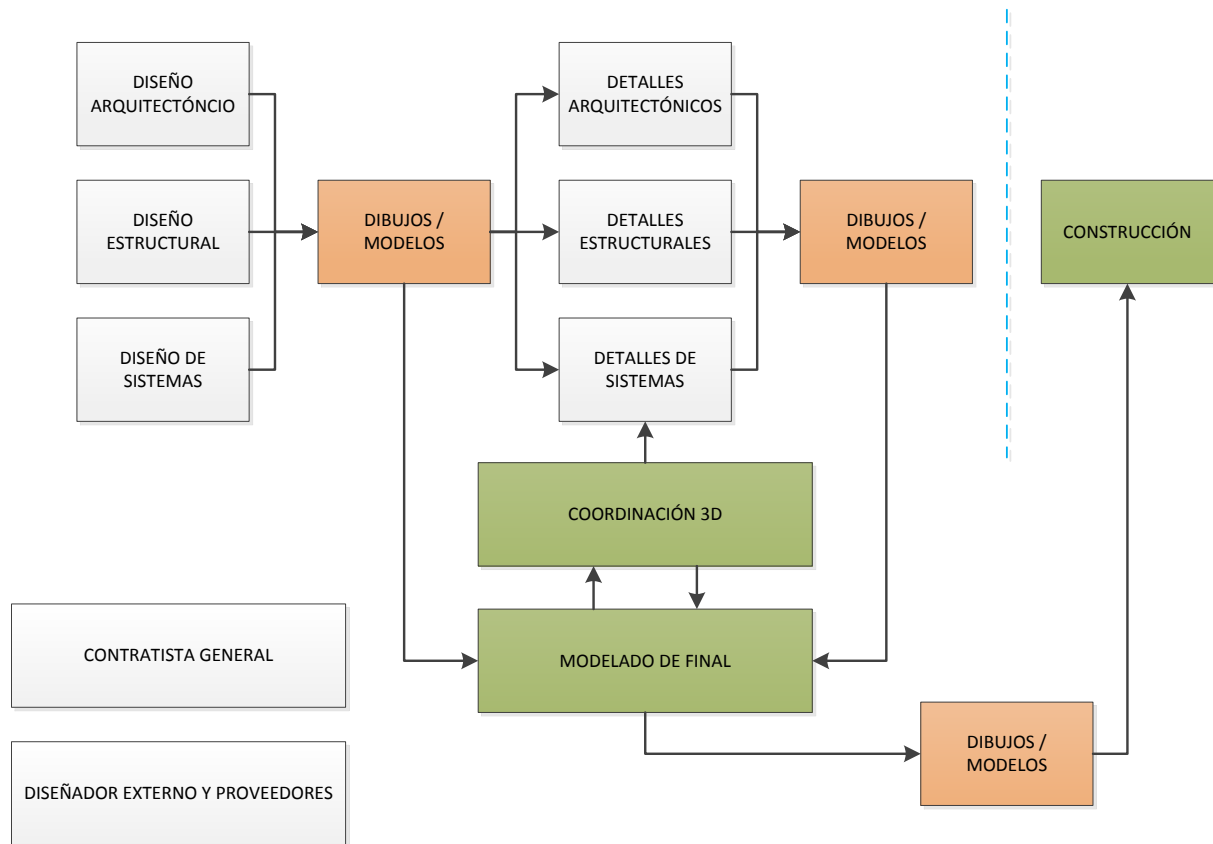 DISEÑO
ARQUITECTÓNCIO
DETALLES
ARQUITECTÓNICOS
DISEÑO
ESTRUCTURAL
DIBUJOS /
MODELOS
DETALLES
ESTRUCTURALES
DIBUJOS /
MODELOS
CONSTRUCCIÓN
DISEÑO DE
SISTEMAS
DETALLES DE
SISTEMAS
COORDINACIÓN 3D
CONTRATISTA GENERAL
MODELADO DE FINAL
DISEÑADOR EXTERNO Y PROVEEDORES
DIBUJOS /
MODELOS